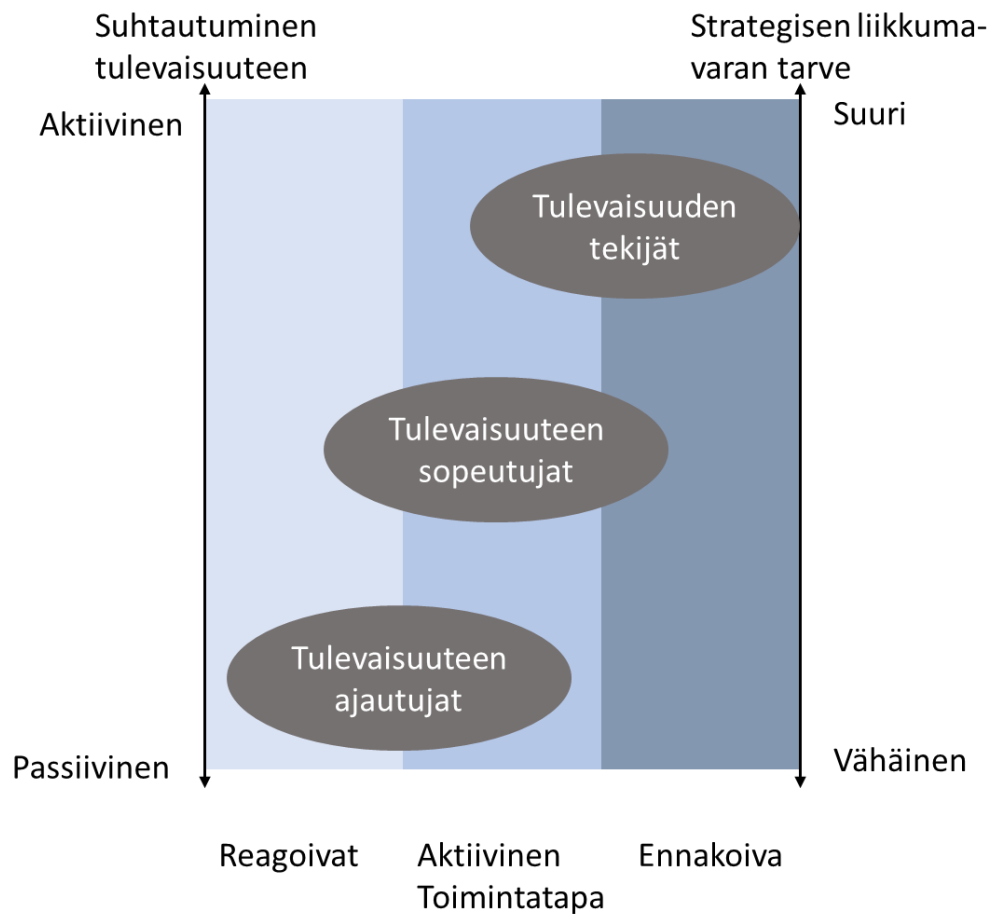 Suhtautuminen
tulevaisuuteen
Strategisen liikkuma-
varan tarve
Aktiivinen
Suuri
Tulevaisuuden
tekijät
Tulevaisuuteen
sopeutujat
Tulevaisuuteen
ajautujat
Passiivinen
Vähäinen
Reagoivat
Aktiivinen
Toimintatapa
Ennakoiva